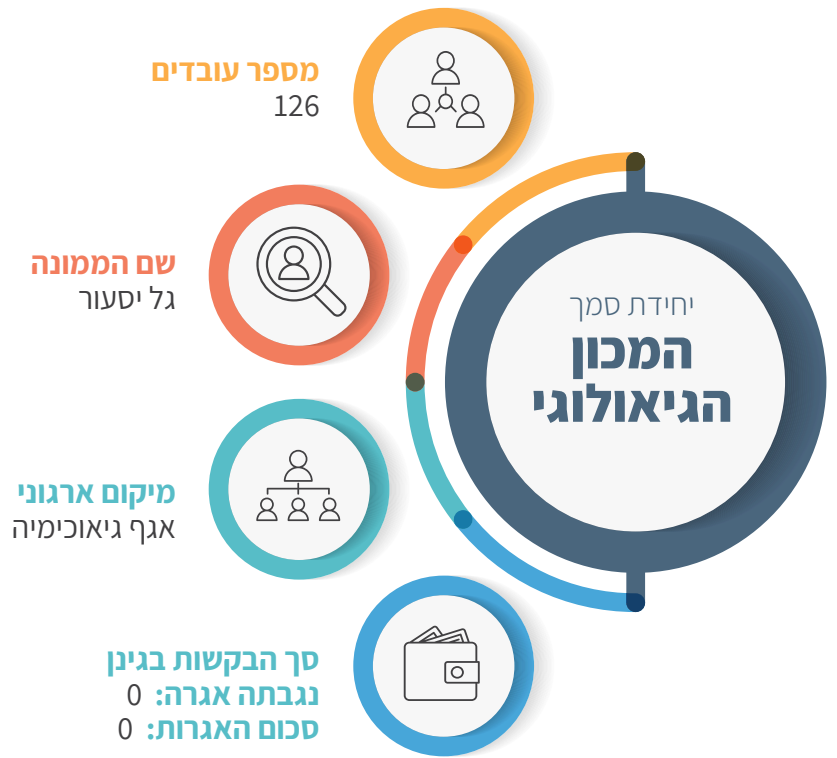 יחידת סמך
המכון
הגיאולוגי
מספר עובדים
126
שם הממונה
גל יסעור
מיקום ארגוני
אגף גיאוכימיה
סך הבקשות בגינן
נגבתה אגרה: 0
סכום האגרות: 0